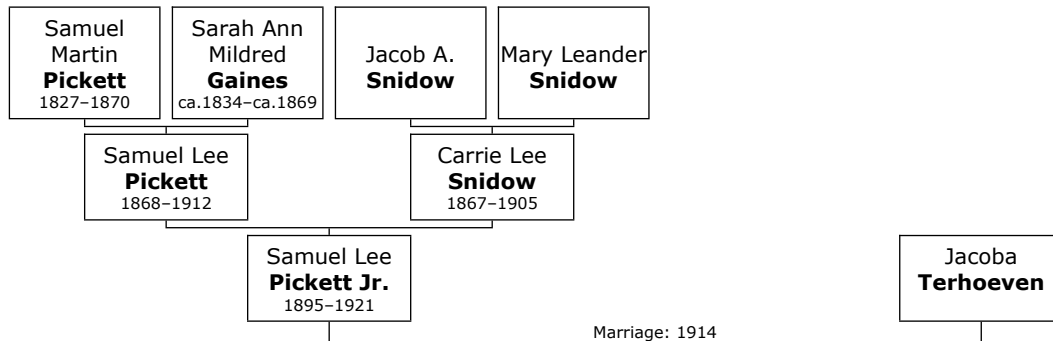 Samuel
Martin
Pickett
1827–1870
Sarah Ann
Mildred
Gaines
ca.1834–ca.1869
Jacob A.
Snidow
Mary Leander
Snidow
Samuel Lee
Pickett
1868–1912
Carrie Lee
Snidow
1867–1905
Samuel Lee
Pickett Jr.
1895–1921
Jacoba
Terhoeven
Marriage: 1914